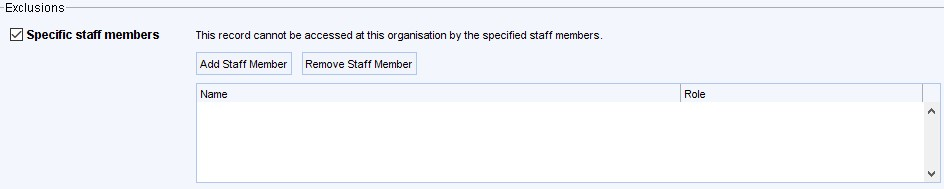 Exclusions
Specific staff members This record cannot be accessed at this organisation by the specified staff members.
Add Staff Member Remove Staff Member
Name Role